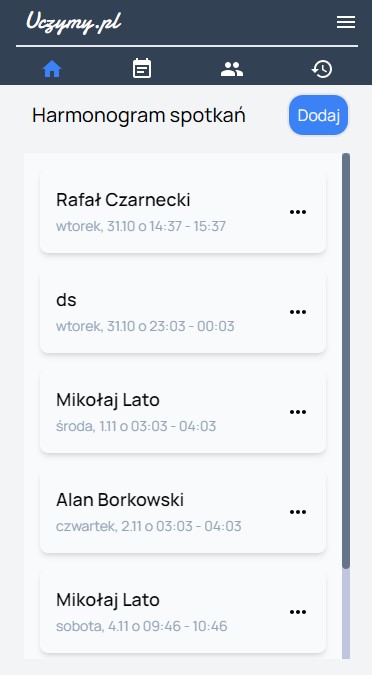 Uczymy.pl
Harmonogram spotkań
Dodaj
Rafał Czarnecki
wtorek, 31.10 o 14:37 - 15:37
ds
wtorek, 31.10 o 23:03 - 00:03
Mikołaj Lato
środa, 1.11 o 03:03 - 04:03
Alan Borkowski
czwartek, 2.11 o 03:03 - 04:03
Mikołaj Lato
sobota, 4.11 o 09:46 - 10:46